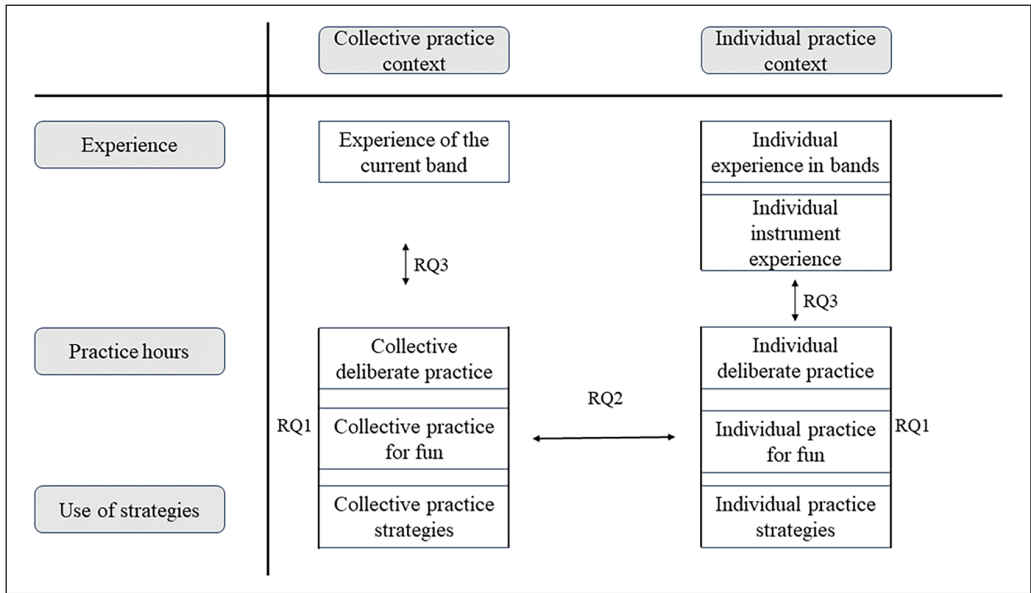 Collective practice
context
Individual practice
context
Experience
Experience of the
current band
Individual
experience in bands
Individual
instrument
experience
RQ3
RQ3
Practice hours
Collective
deliberate practice
Individual
deliberate practice
RQ2
RQ1
Collective practice
for fun
Individual practice
for fun
RQ1
Use of strategies
Collective practice
strategies
Individual practice
strategies